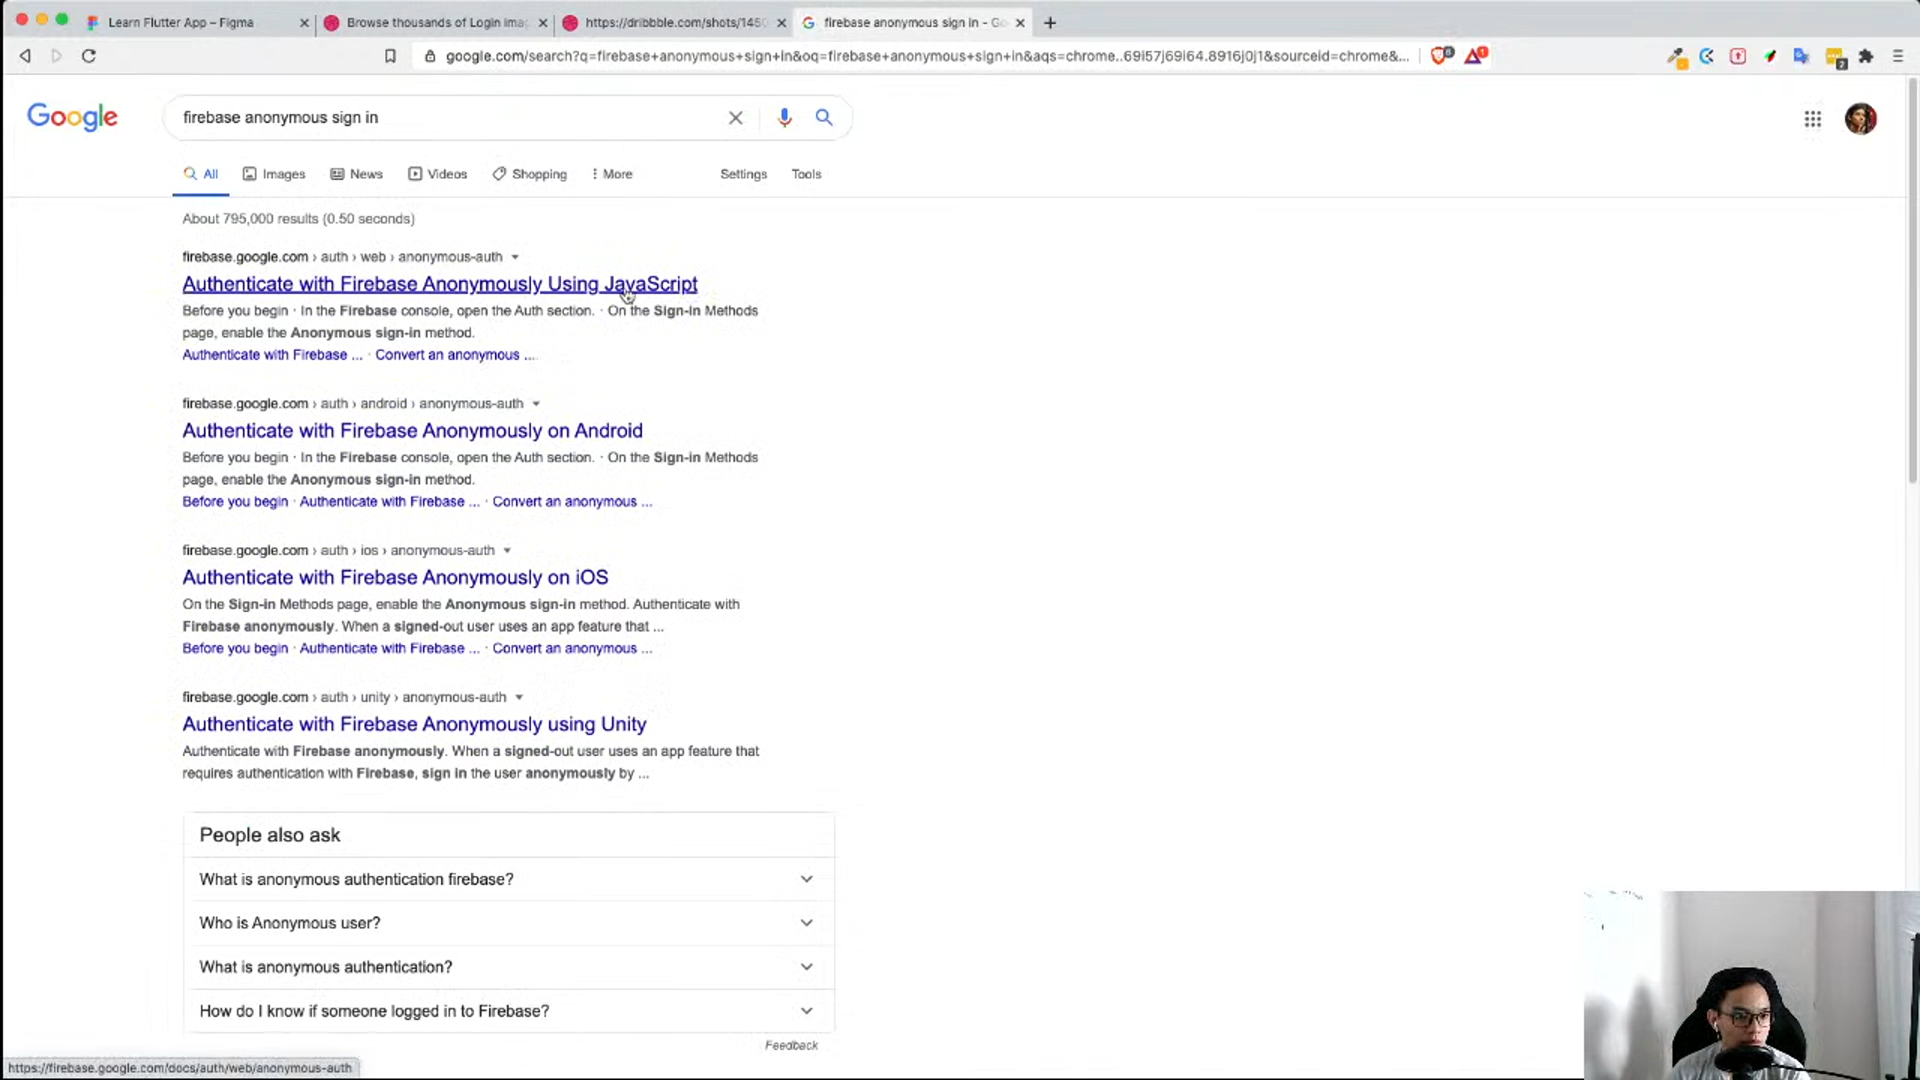 Learn Flutter App – Figma
Browse thousands of Login ima
https://dribbble.com/shots/1450
firebase anonymous sign in - Go
google.com/search?q=firebase+anonymous+sign+in&oq=firebase+anonymous+sign+in&aqs=chrome..69i57j69i64.8916j0j1&sourceid=chrome&...
Google
firebase anonymous sign in
All
Images
News
Videos
Shopping
More
Settings
Tools
About 795,000 results (0.50 seconds)
firebase.google.com › auth › web › anonymous-auth
Authenticate with Firebase Anonymously Using JavaScript
Before you begin · In the Firebase console, open the Auth section. · On the Sign-in Methods
page, enable the Anonymous sign-in method.
Authenticate with Firebase ... · Convert an anonymous ...
firebase.google.com › auth › android › anonymous-auth
Authenticate with Firebase Anonymously on Android
Before you begin · In the Firebase console, open the Auth section. · On the Sign-in Methods
page, enable the Anonymous sign-in method.
Before you begin · Authenticate with Firebase ... · Convert an anonymous ...
firebase.google.com › auth › ios › anonymous-auth
Authenticate with Firebase Anonymously on iOS
On the Sign-in Methods page, enable the Anonymous sign-in method. Authenticate with
Firebase anonymously. When a signed-out user uses an app feature that ...
Before you begin · Authenticate with Firebase ... · Convert an anonymous ...
firebase.google.com › auth › unity › anonymous-auth
Authenticate with Firebase Anonymously using Unity
Authenticate with Firebase anonymously. When a signed-out user uses an app feature that
requires authentication with Firebase, sign in the user anonymously by ...
People also ask
What is anonymous authentication firebase?
Who is Anonymous user?
What is anonymous authentication?
How do I know if someone logged in to Firebase?
Feedback
https://firebase.google.com/docs/auth/web/anonymous-auth